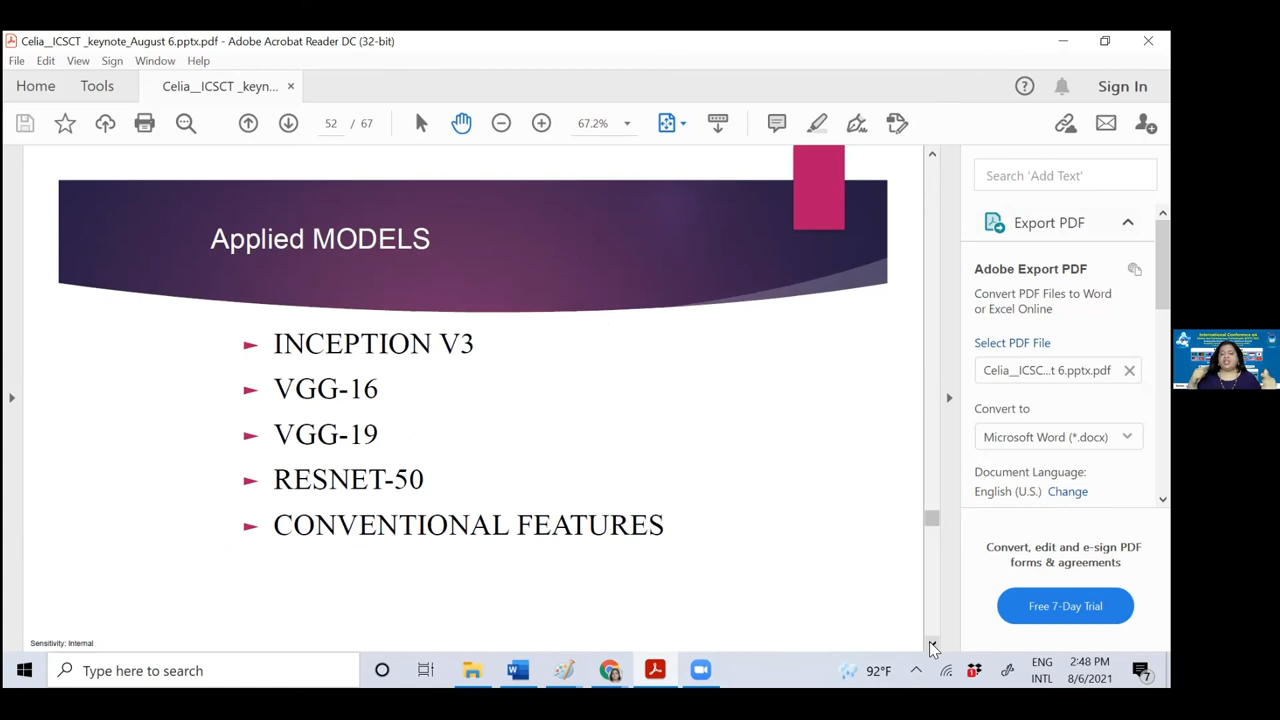 Celia__ICSCT _keynote_August 6.pptx.pdf - Adobe Acrobat Reader DC (32-bit)
File Edit View Sign Window Help
Home Tools Celia__ICSCT _keyn... × Sign In
52 / 67 67.2%
Search 'Add Text'
Export PDF
Adobe Export PDF
Convert PDF Files to Word
or Excel Online
Select PDF File
Celia__ICSC...t 6.pptx.pdf
Convert to
Microsoft Word (*.docx)
Document Language:
English (U.S.) Change
Convert, edit and e-sign PDF
forms & agreements
Free 7-Day Trial
Applied MODELS
► INCEPTION V3
► VGG-16
► VGG-19
► RESNET-50
► CONVENTIONAL FEATURES
Sensitivity: Internal
International Conference on
Type here to search
92°F
ENG
INTL
2:48 PM
8/6/2021
7